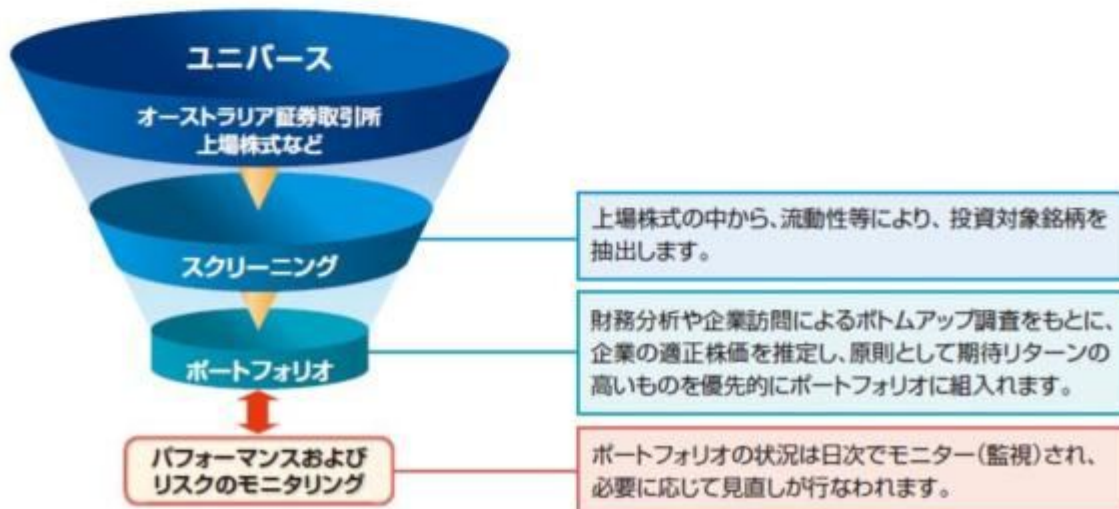 ユニバース
オーストラリア証券取引所
上場株式など
スクリーニング
ポートフォリオ
パフォーマンスおよび
リスクのモニタリング
上場株式の中から、流動性等により、投資対象銘柄を
抽出します。
財務分析や企業訪問によるボトムアップ調査をもとに、
企業の適正株価を推定し、原則として期待リターンの
高いものを優先的にポートフォリオに組入れます。
ポートフォリオの状況は日次でモニター（監視）され、
必要に応じて見直しが行なわれます。